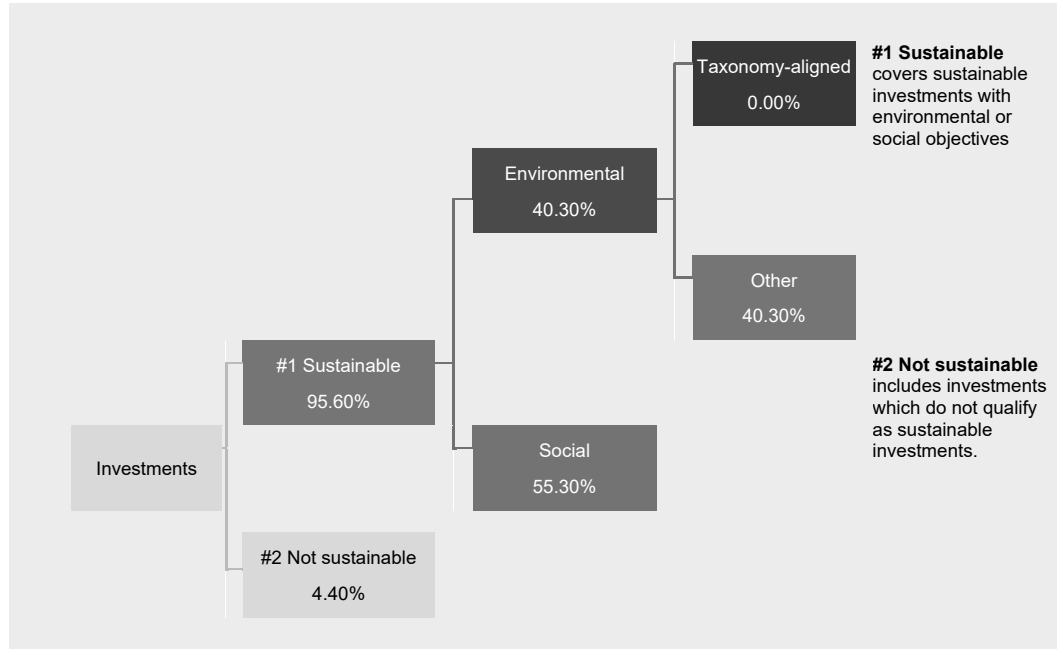 Taxonomy-aligned
0.00%
#1 Sustainable
covers sustainable
investments with
environmental or
social objectives
Environmental
40.30%
Other
40.30%
#1 Sustainable
95.60%
#2 Not sustainable
includes investments
which do not qualify
as sustainable
investments.
Investments
Social
55.30%
#2 Not sustainable
4.40%